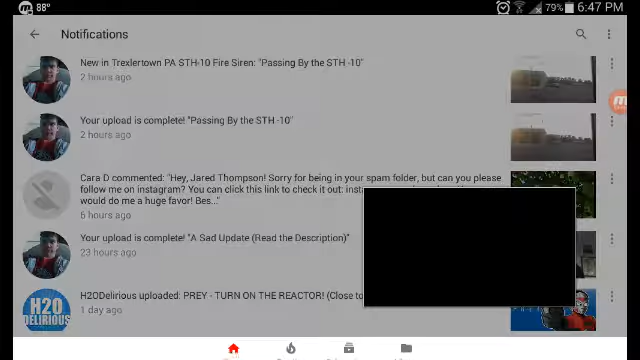 88° 79% 6:47 PM
Notifications
New in Trexlertown PA STH-10 Fire Siren: "Passing By the STH -10"
2 hours ago
Your upload is complete! "Passing By the STH -10"
2 hours ago
Cara D commented: "Hey, Jared Thompson! Sorry for being in your spam folder, but can you please
follow me on instagram? You can click this link to check it out: insta
would do me a huge favor! Bes..."
6 hours ago
Your upload is complete! "A Sad Update (Read the Description)"
23 hours ago
H2ODelirious uploaded: PREY - TURN ON THE REACTOR! (Close to
1 day ago
H2O
DELIRIOUS